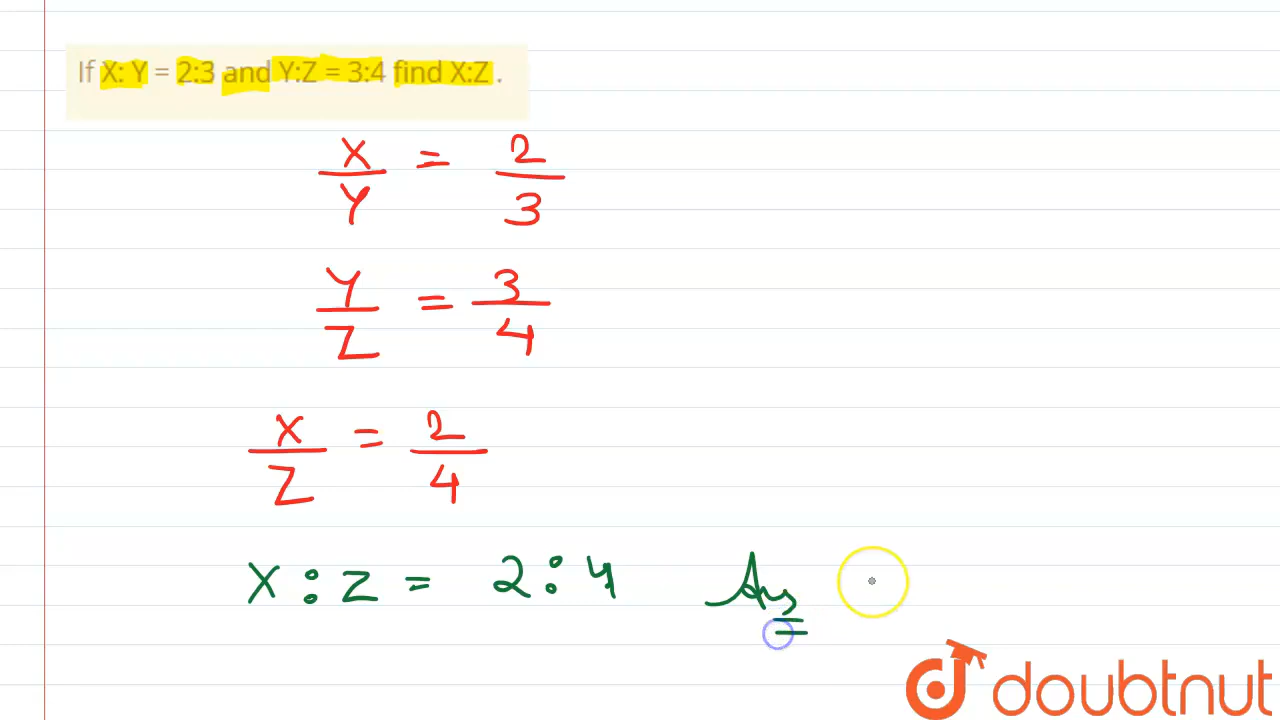 If X: Y = 2:3 and Y:Z = 3:4 find X:Z .
X/Y = 2/3
Y/Z = 3/4
X/Z = 2/4
X : Z = 2 : 4 Ans
doubtnut